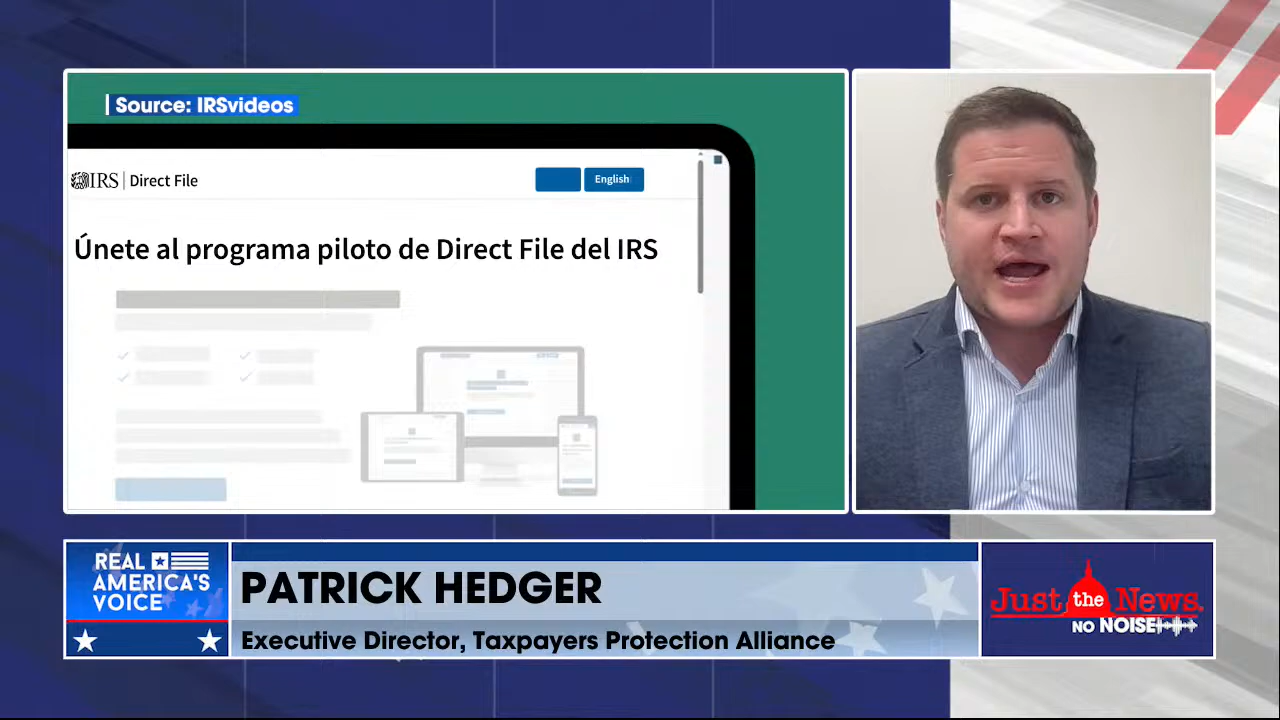 Source: IRSvideos
IRS | Direct File
English
Únete al programa piloto de Direct File del IRS
REAL
AMERICA'S
VOICE
PATRICK HEDGER
Executive Director, Taxpayers Protection Alliance
Just the News.
NO NOISE